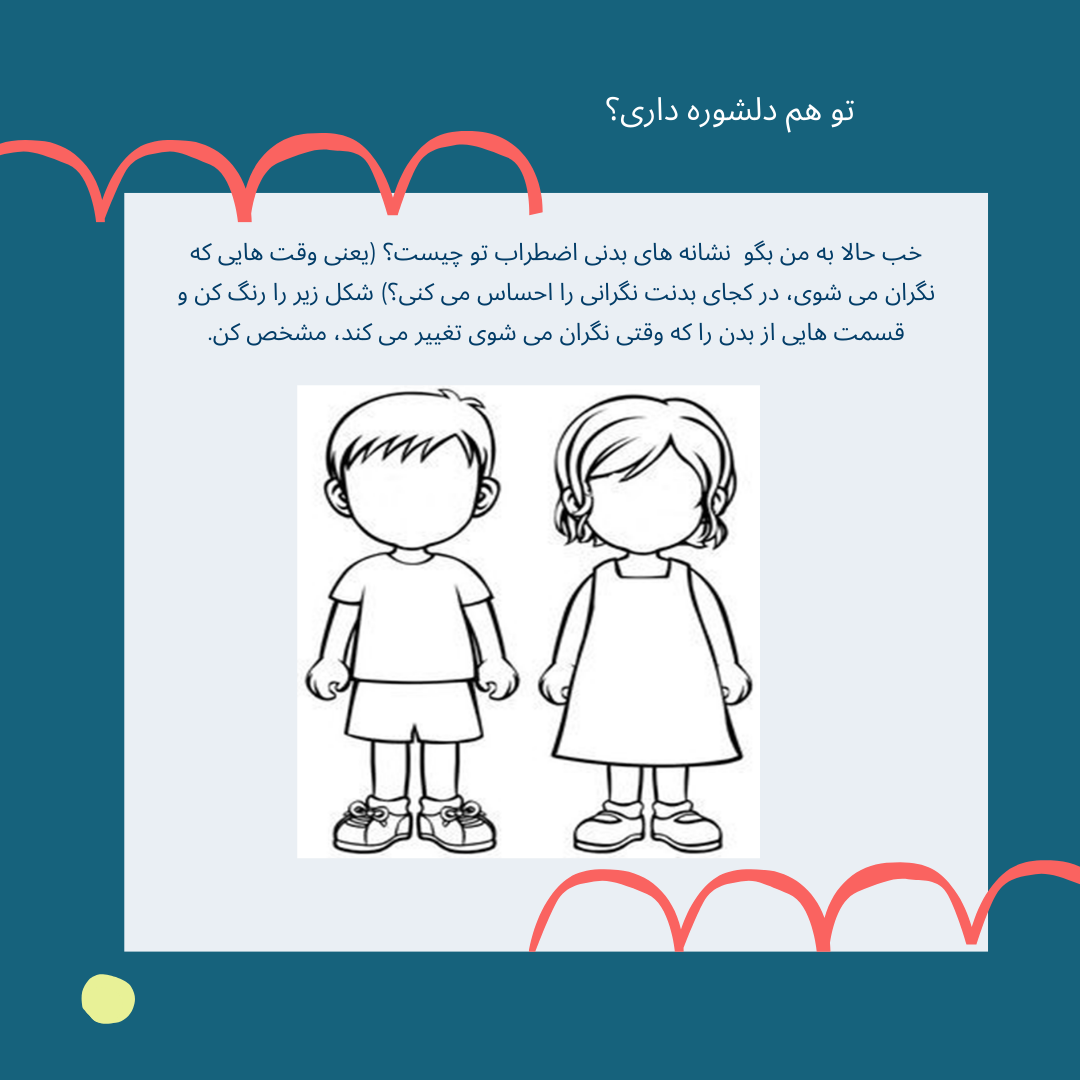 تو هم دلشوره داری؟
خب حالا به من بگو  نشانه های بدنی اضطراب تو چیست؟ (یعنی وقت هایی که
نگران می شوی، در کجای بدنت نگرانی را احساس می کنی؟) شکل زیر را رنگ کن و
قسمت هایی از بدن را که وقتی نگران می شوی تغییر می کند، مشخص کن.